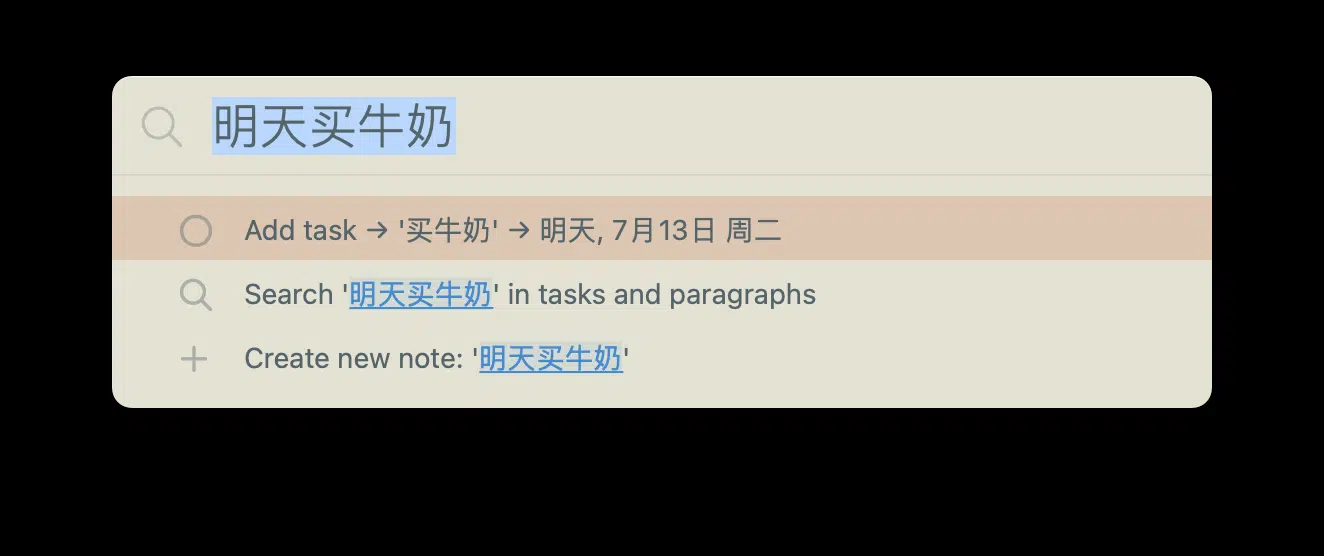 明天买牛奶
Add task → '买牛奶' → 明天, 7月13日 周二
Search '明天买牛奶' in tasks and paragraphs
Create new note: '明天买牛奶'